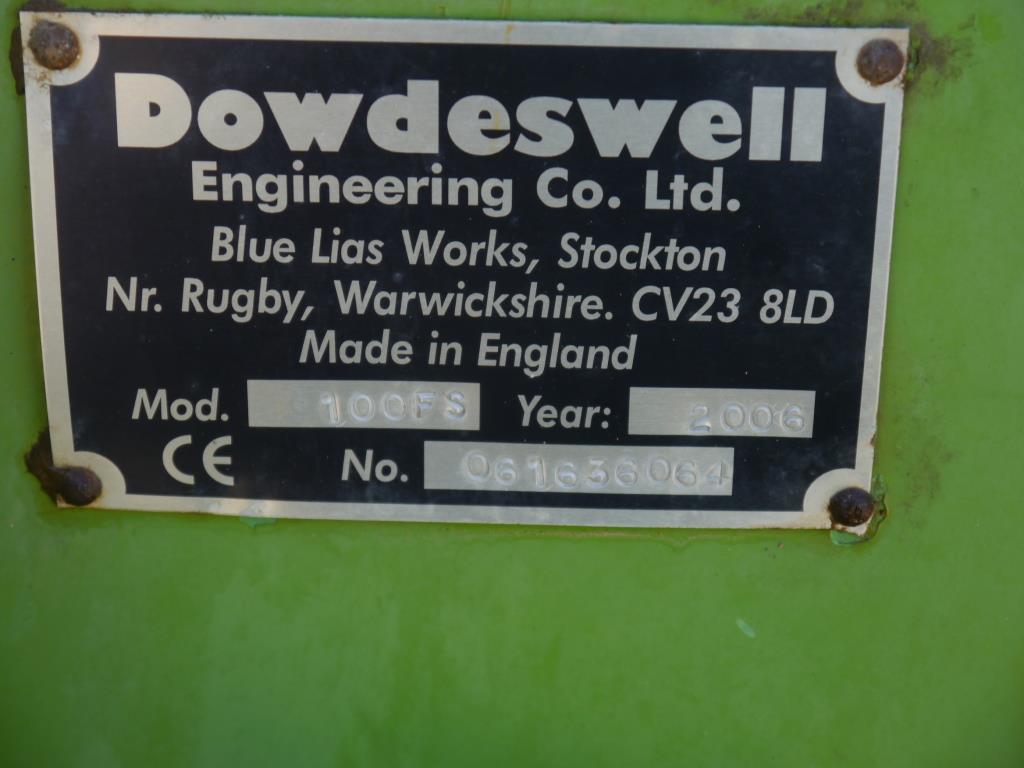 Dowdeswell
Engineering Co. Ltd.
Blue Lias Works, Stockton
Nr. Rugby, Warwickshire. CV23 8LD
Made in England
Mod. 100FS Year: 2006
CE No. 061636064